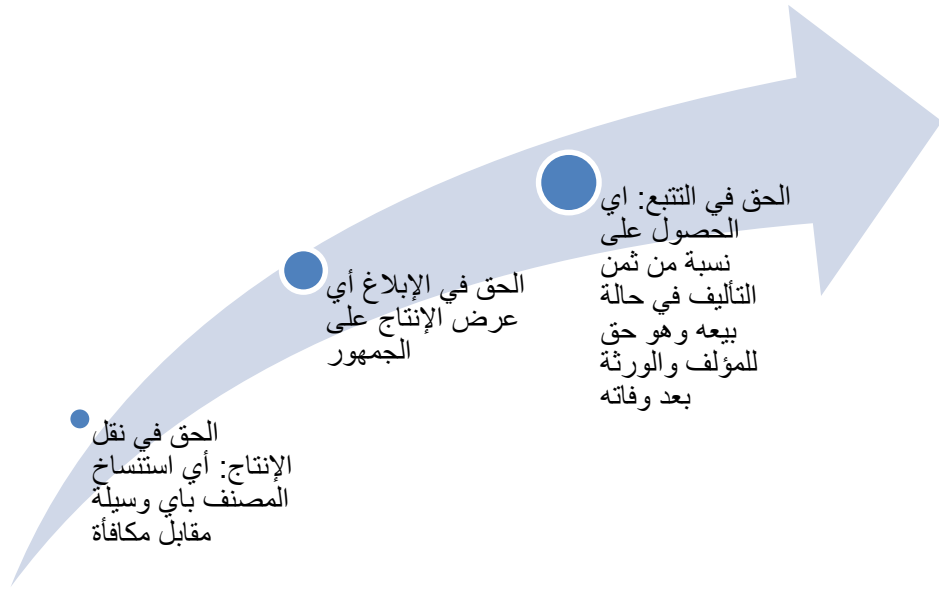 الحق في نقل
الإنتاج: أي استنساخ
المصنف باي وسيلة
مقابل مكافأة
الحق في الإبلاغ أي
عرض الإنتاج على
الجمهور
الحق في التتبع: اي
الحصول على
نسبة من ثمن
التأليف في حالة
بيعه وهو حق
للمؤلف والورثة
بعد وفاته